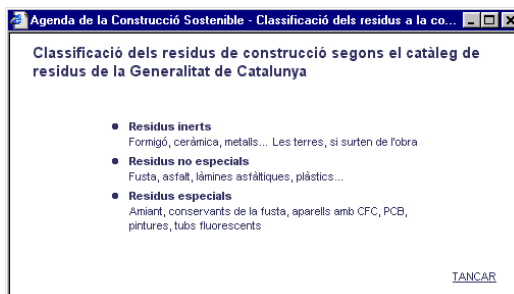 Agenda de la Construcció Sostenible - Classificació dels residus a la co...
Classificació dels residus de construcció segons el catàleg de
residus de la Generalitat de Catalunya
Residus inerts
Formigó, ceràmica, metalls... Les terres, si surten de l'obra
Residus no especials
Fusta, asfalt, làmines asfàltiques, plàstics...
Residus especials
Amiant, conservants de la fusta, aparells amb CFC, PCB,
pintures, tubs fluorescents
TANCAR